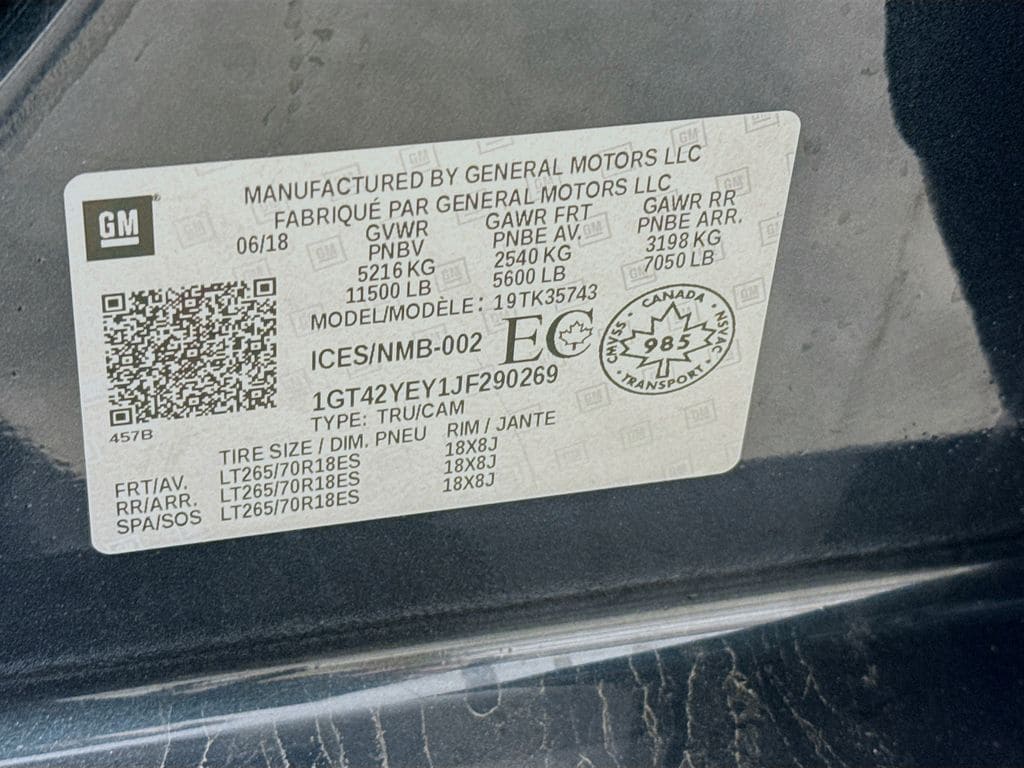 GM
MANUFACTURED BY GENERAL MOTORS LLC
FABRIQUÉ PAR GENERAL MOTORS LLC
06/18 GVWR GAWR FRT GAWR RR
PNBV PNBE AV. PNBE ARR.
5216 KG 2540 KG 3198 KG
11500 LB 5600 LB 7050 LB
MODEL/MODÈLE: 19TK35743
ICES/NMB-002 EC
CANADA
CMVSS 985 NSVAC
TRANSPORT
1GT42YEY1JF290269
457B TYPE: TRU/CAM
TIRE SIZE / DIM. PNEU RIM / JANTE
FRT/AV. LT265/70R18ES 18X8J
RR/ARR. LT265/70R18ES 18X8J
SPA/SOS LT265/70R18ES 18X8J